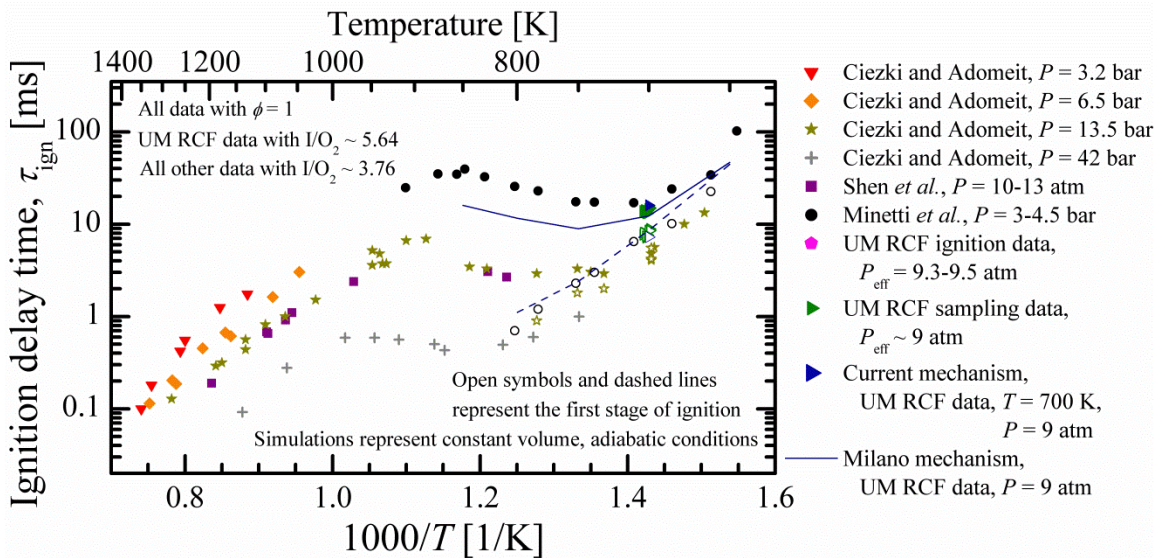 Temperature [K]
1400 1200 1000 800 600
Ignition delay time, τign [ms]
100
10
1
0.1
All data with ϕ = 1
UM RCF data with I/O2 ~ 5.64
All other data with I/O2 ~ 3.76
Open symbols and dashed lines
represent the first stage of ignition
Simulations represent constant volume, adiabatic conditions
0.8 1.0 1.2 1.4 1.6
1000/T [1/K]
Ciezki and Adomeit, P = 3.2 bar
Ciezki and Adomeit, P = 6.5 bar
Ciezki and Adomeit, P = 13.5 bar
Ciezki and Adomeit, P = 42 bar
Shen et al., P = 10-13 atm
Minetti et al., P = 3-4.5 bar
UM RCF ignition data,
Peff = 9.3-9.5 atm
UM RCF sampling data,
Peff ~ 9 atm
Current mechanism,
UM RCF data, T = 700 K,
P = 9 atm
Milano mechanism,
UM RCF data, P = 9 atm